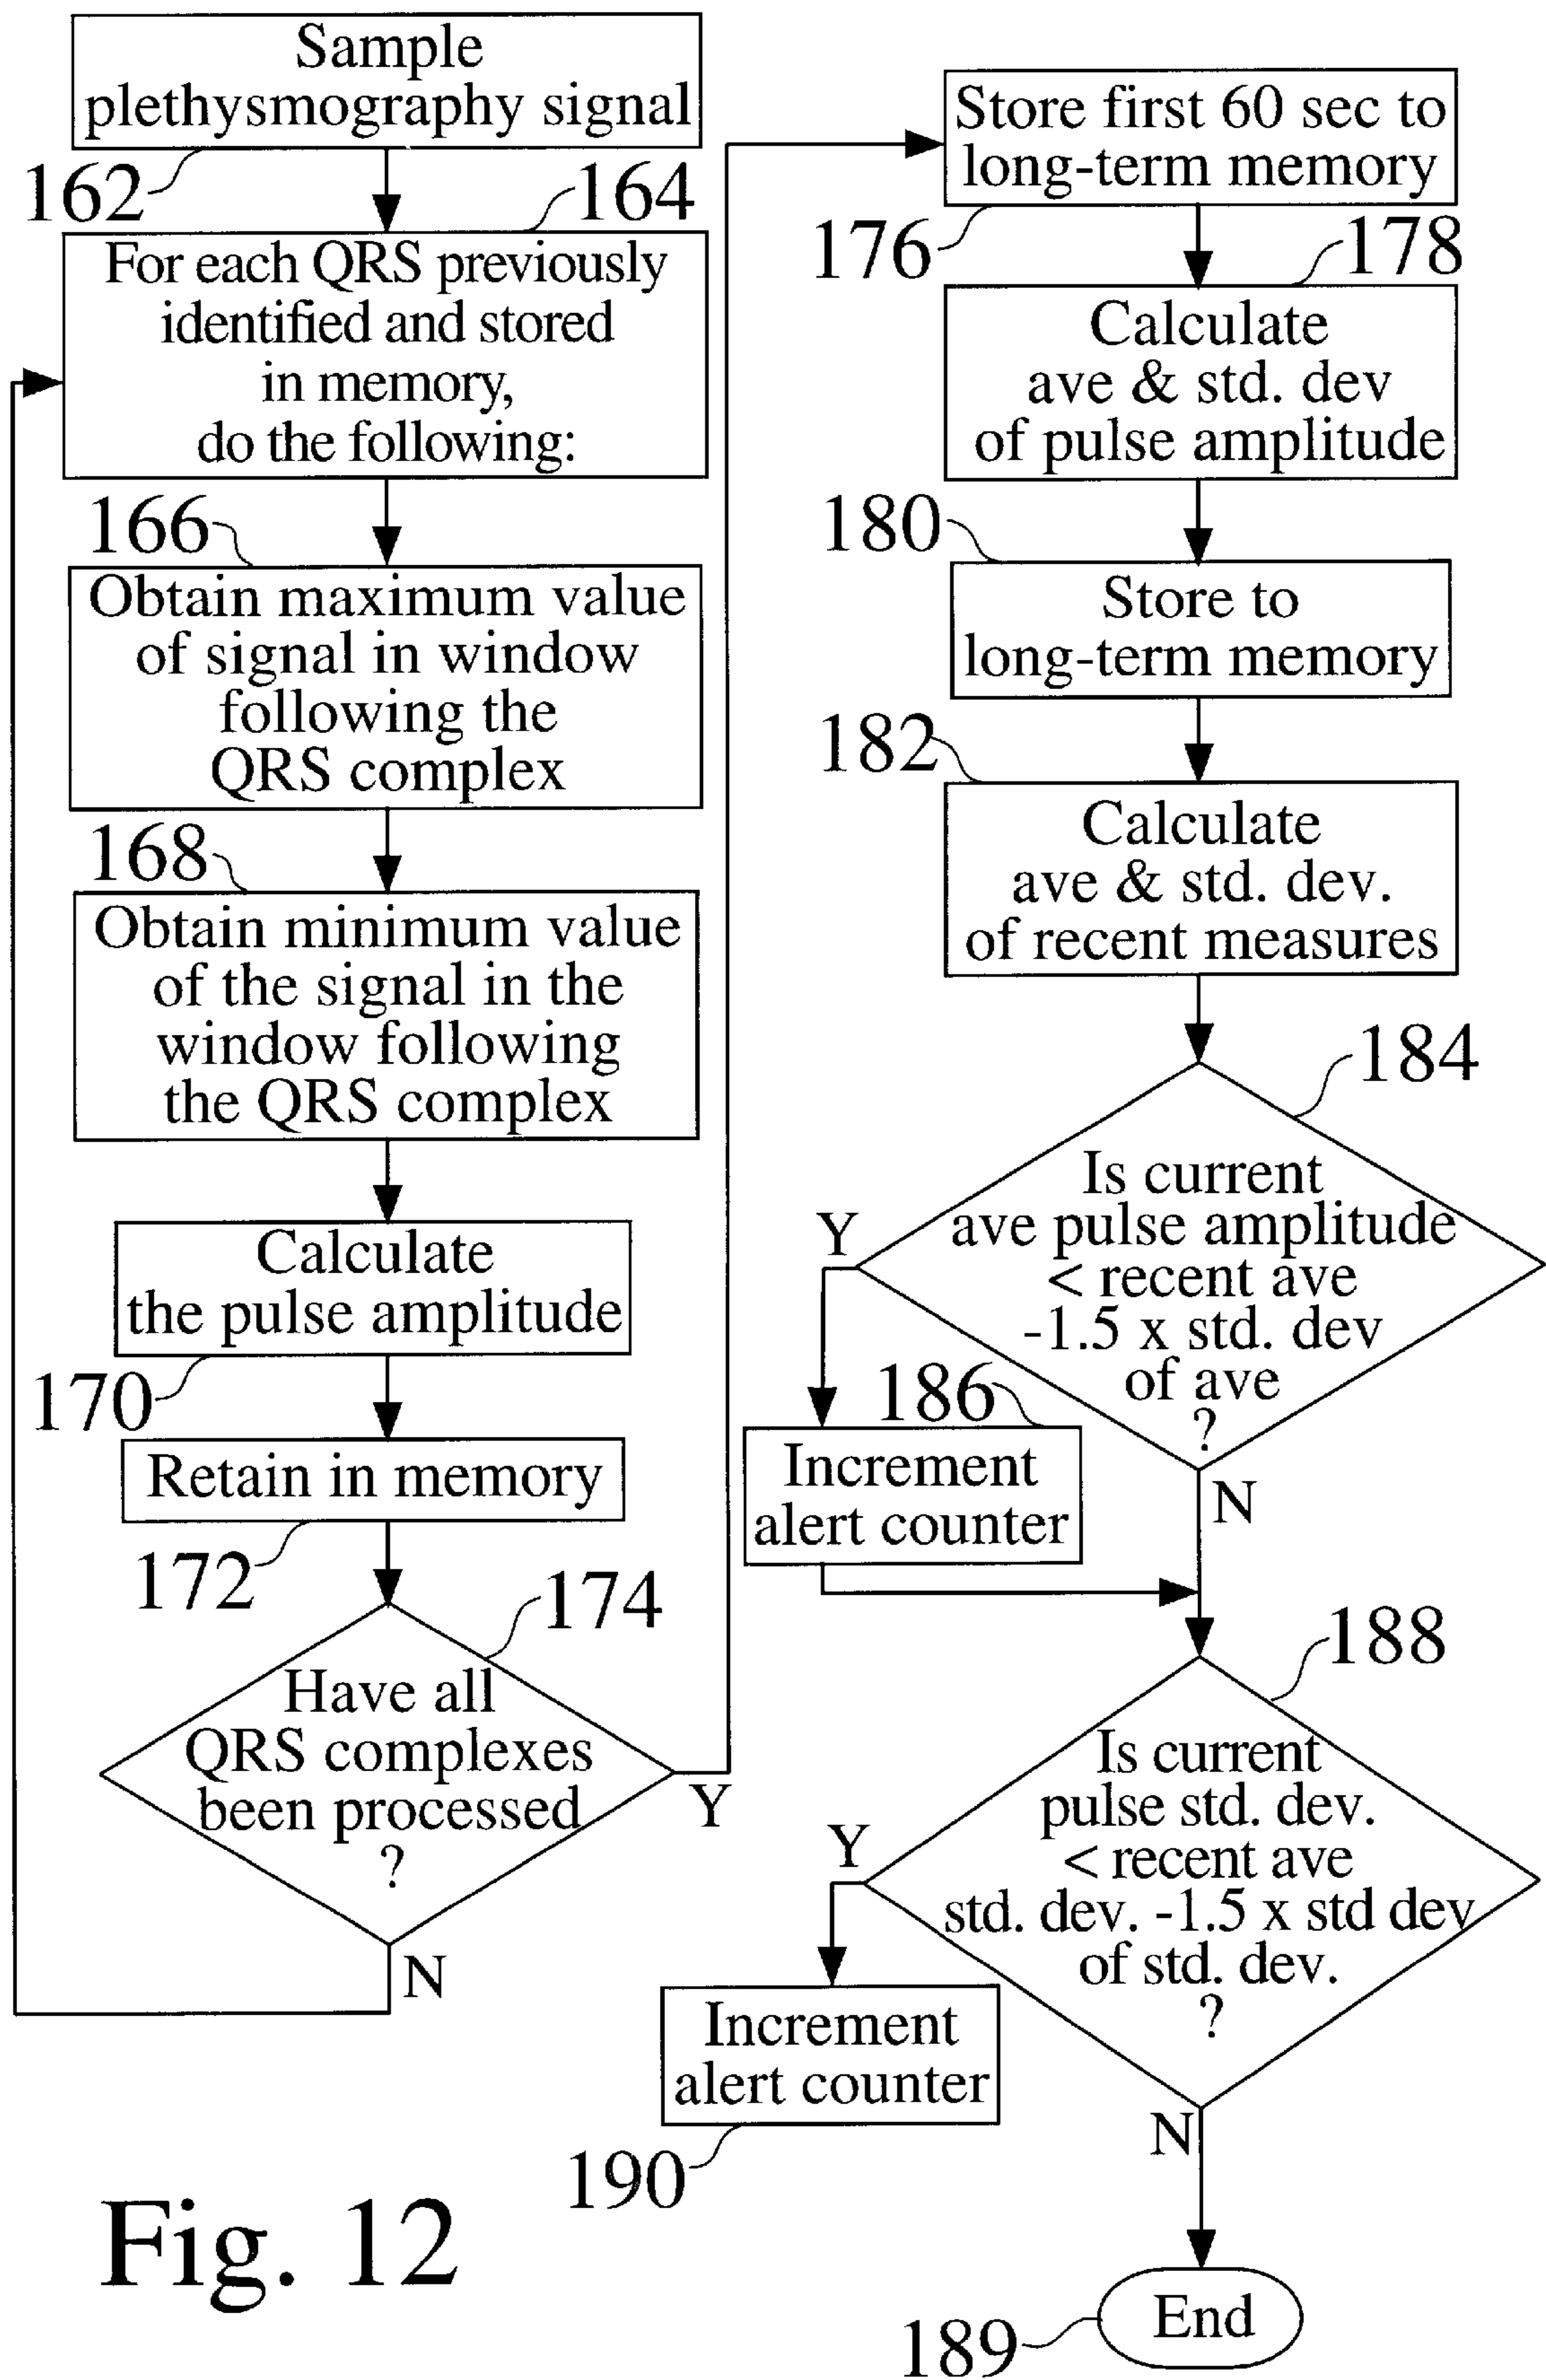 Sample
plethysmography signal
162
164
For each QRS previously
identified and stored
in memory,
do the following:
166
Obtain maximum value
of signal in window
following the
QRS complex
168
Obtain minimum value
of the signal in the
window following
the QRS complex
Calculate
the pulse amplitude
170
Retain in memory
172
174
Have all
QRS complexes
been processed
?
Y
N
Store first 60 sec to
long-term memory
176
178
Calculate
ave & std. dev
of pulse amplitude
180
Store to
long-term memory
182
Calculate
ave & std. dev.
of recent measures
184
Is current
ave pulse amplitude
< recent ave
-1.5 x std. dev
of ave
?
Y
186
Increment
alert counter
N
188
Is current
pulse std. dev.
< recent ave
std. dev. -1.5 x std dev
of std. dev.
?
Y
Increment
alert counter
190
N
End
189
Fig. 12